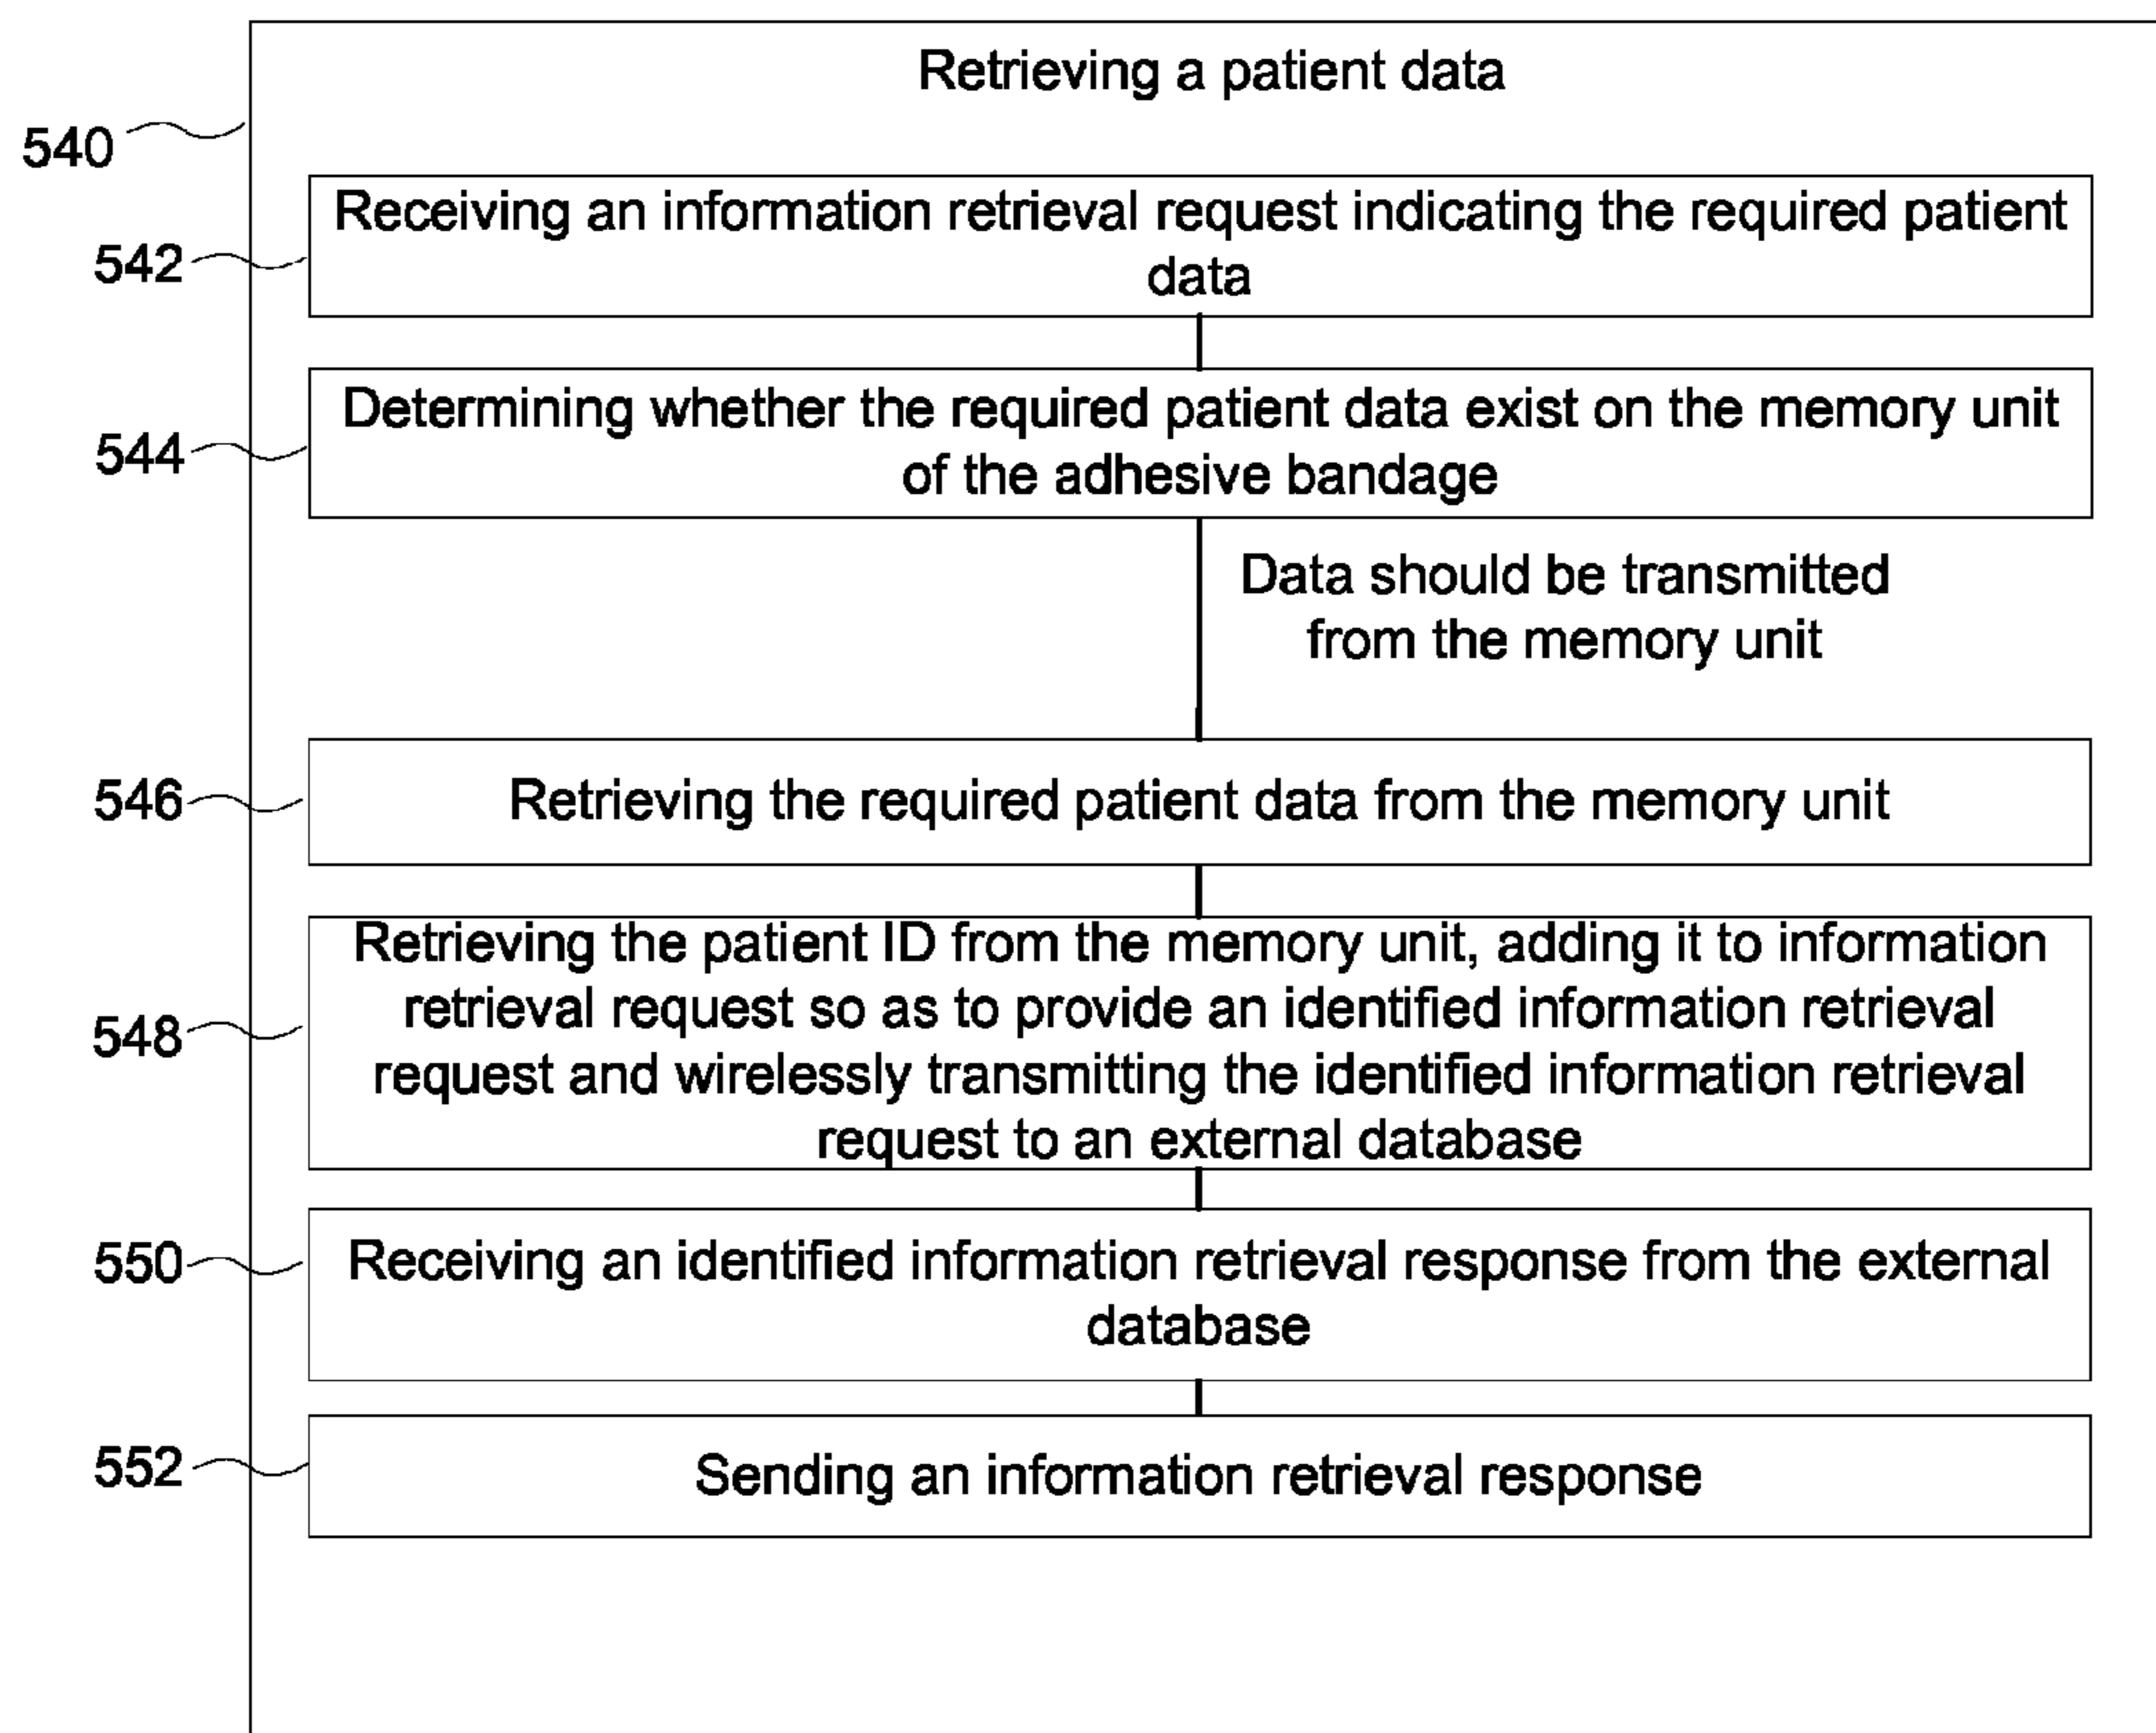 Retrieving a patient data
540
Receiving an information retrieval request indicating the required patient
data
542
Determining whether the required patient data exist on the memory unit
of the adhesive bandage
544
Data should be transmitted
from the memory unit
546
Retrieving the required patient data from the memory unit
Retrieving the patient ID from the memory unit, adding it to information
retrieval request so as to provide an identified information retrieval
548
request and wirelessly transmitting the identified information retrieval
request to an external database
550
Receiving an identified information retrieval response from the external
database
552
Sending an information retrieval response